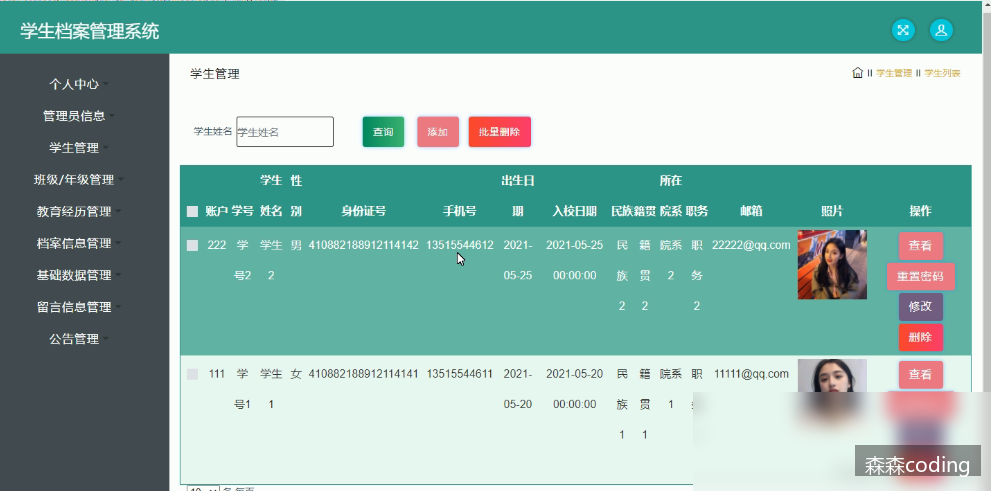 学生档案管理系统
个人中心
管理员信息
学生管理
班级/年级管理
教育经历管理
档案信息管理
基础数据管理
留言信息管理
公告管理
学生管理
学生管理 学生列表
学生姓名 学生姓名 查询 添加 批量删除
账户 学号 学生姓名 性别 身份证号 手机号 出生日期 入校日期 民族 籍贯 所在院系 职务 邮箱 照片 操作
222 学号2 学生2 男 410882188912114142 13515544612 2021-05-25 2021-05-25 00:00:00 民族2 籍贯2 院系2 职务2 22222@qq.com 查看
重置密码
修改
删除
111 学号1 学生1 女 410882188912114141 13515544611 2021-05-20 2021-05-20 00:00:00 民族1 籍贯1 院系1 职 11111@qq.com 查看
森森coding